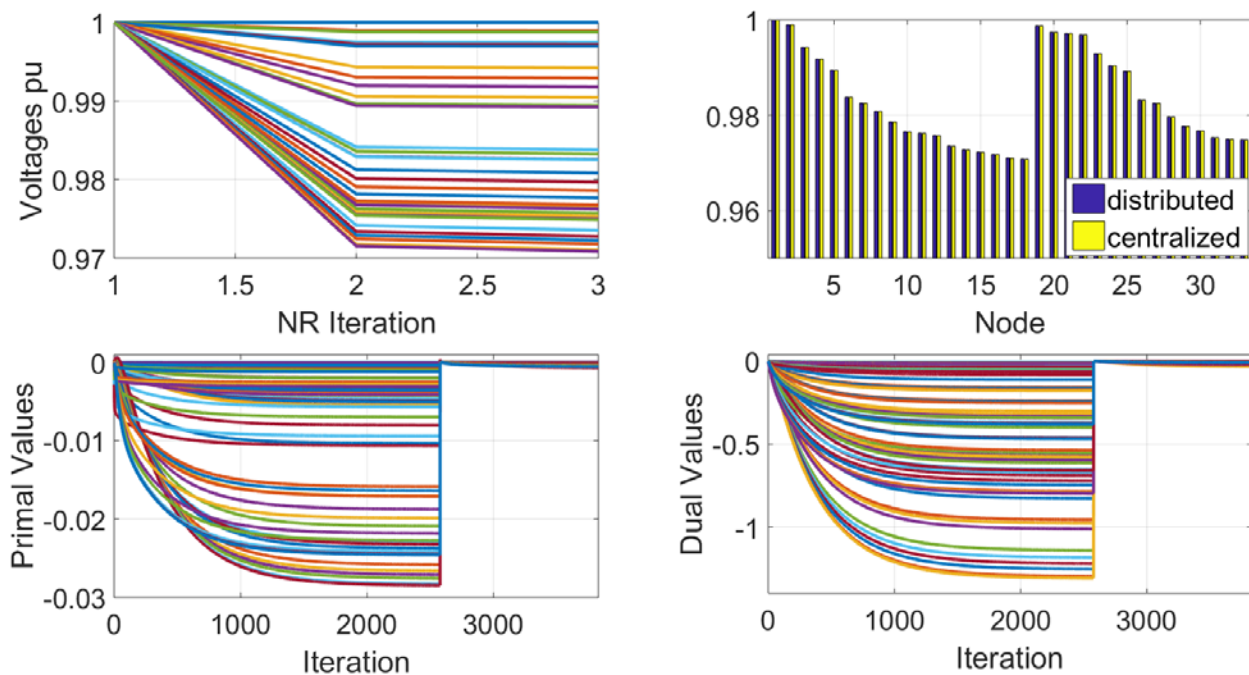 Voltages pu
1
0.99
0.98
0.97
1 1.5 2 2.5 3
NR Iteration
1
0.98
0.96
distributed
centralized
5 10 15 20 25 30
Node
Primal Values
0
-0.01
-0.02
-0.03
0 1000 2000 3000
Iteration
Dual Values
0
-0.5
-1
0 1000 2000 3000
Iteration